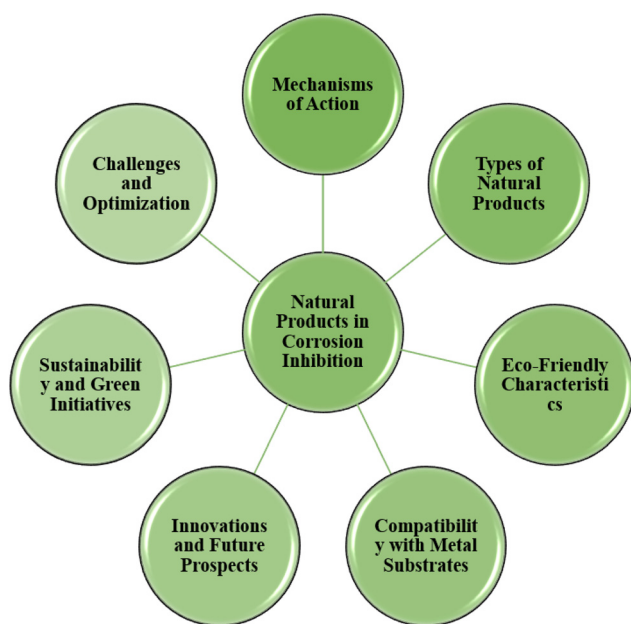 Mechanisms
of Action
Types of
Natural
Products
Eco-Friendly
Characteristi
cs
Compatibilit
y with Metal
Substrates
Innovations
and Future
Prospects
Sustainabilit
y and Green
Initiatives
Challenges
and
Optimization
Natural
Products in
Corrosion
Inhibition